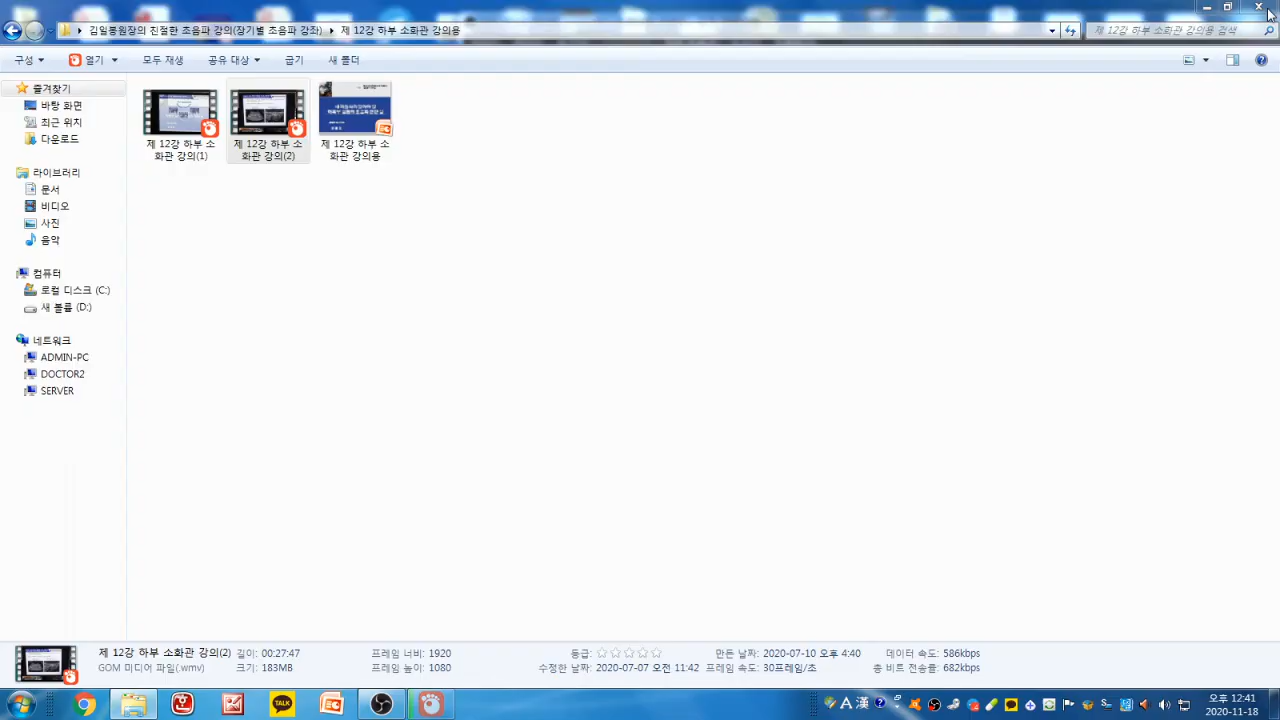 김일봉원장의 친절한 초음파 강의(장기별 초음파 강좌) ▸ 제 12강 하부 소화관 강의용
제 12강 하부 소화관 강의용 검색
구성 열기 모두 재생 공유 대상 굽기 새 폴더
즐겨찾기
바탕 화면
최근 위치
다운로드
라이브러리
문서
비디오
사진
음악
컴퓨터
로컬 디스크 (C:)
새 볼륨 (D:)
네트워크
ADMIN-PC
DOCTOR2
SERVER
제 12강 하부 소
화관 강의(1)
제 12강 하부 소
화관 강의(2)
제 12강 하부 소
화관 강의용
제 12강 하부 소화관 강의(2) 길이: 00:27:47 프레임 너비: 1920 등급: 만든 날짜: 2020-07-10 오후 4:40 데이터 속도: 586kbps
GOM 미디어 파일(.wmv) 크기: 183MB 프레임 높이: 1080 수정한 날짜: 2020-07-07 오전 11:42 프레임 속도: 20프레임/초 총 비트 전송률: 682kbps
TALK
A 漢
오후 12:41
2020-11-18